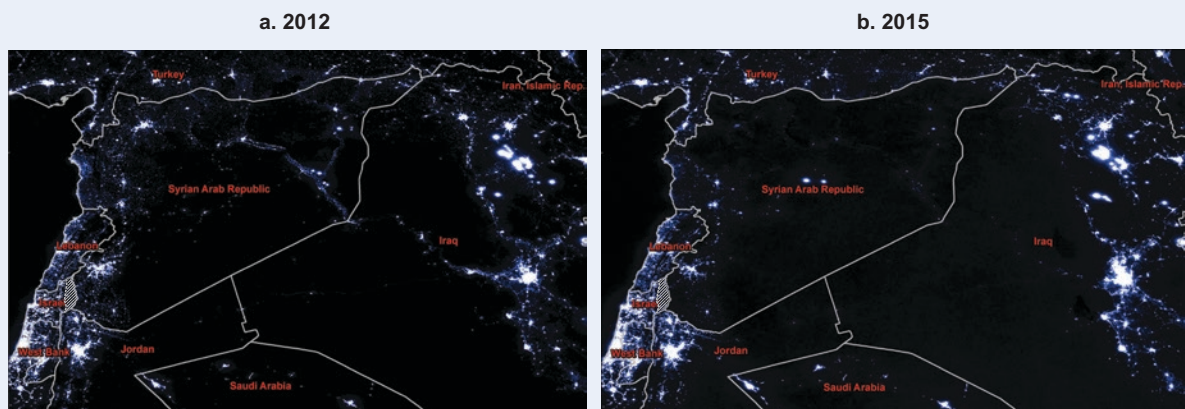 a. 2012
b. 2015
Turkey
Iran, Islamic Rep.
Syrian Arab Republic
Lebanon
Iraq
Israel
West Bank
Jordan
Saudi Arabia
Turkey
Iran, Islamic Rep.
Syrian Arab Republic
Lebanon
Iraq
Israel
West Bank
Jordan
Saudi Arabia